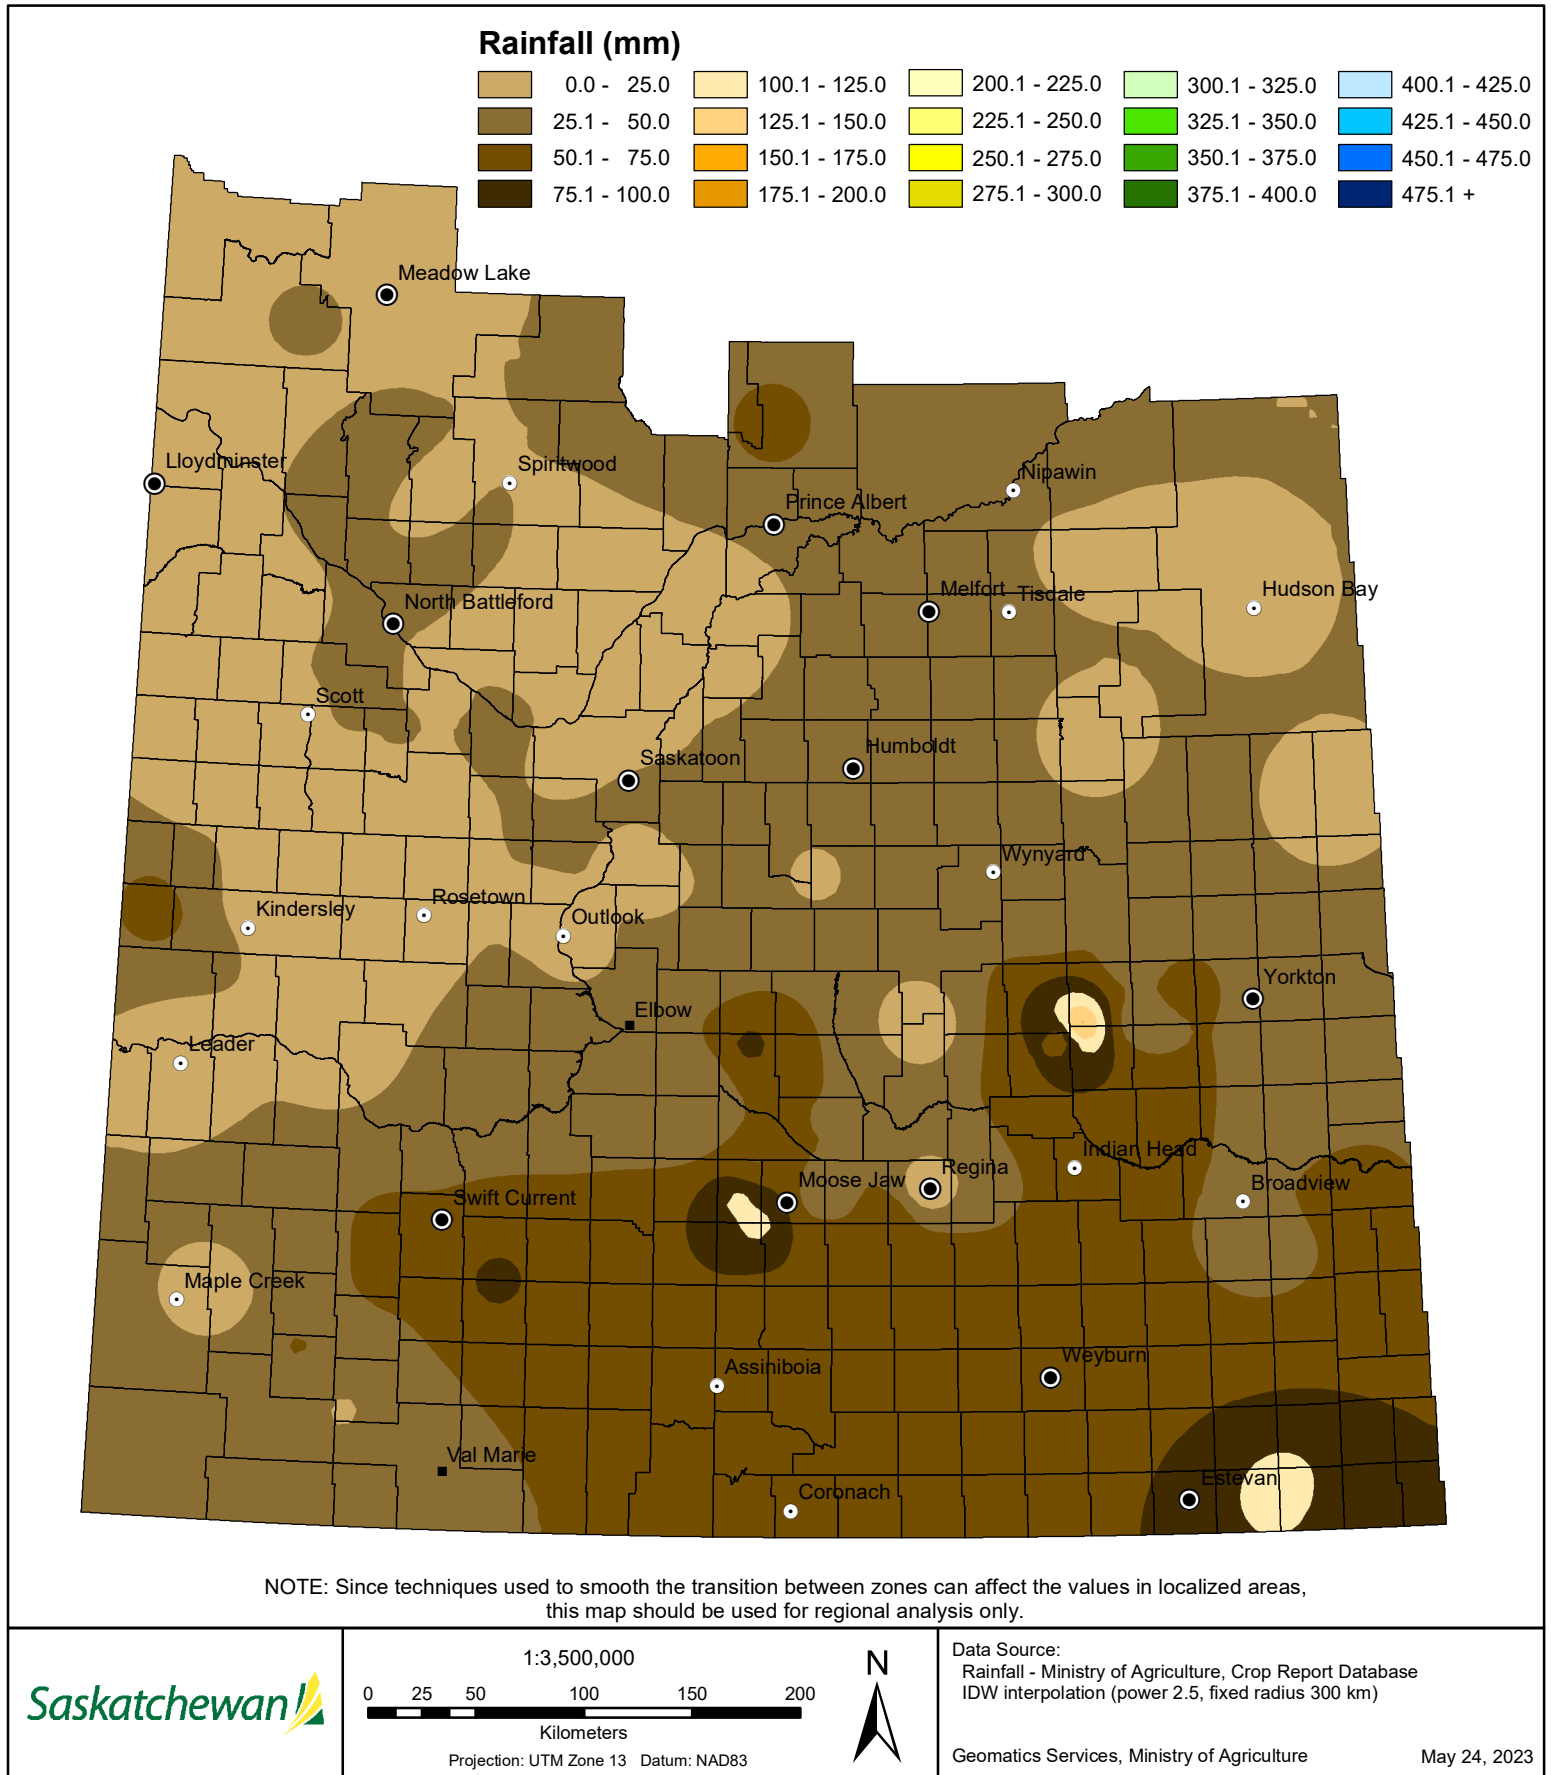 Rainfall (mm)
0.0 - 25.0
25.1 - 50.0
50.1 - 75.0
75.1 - 100.0
100.1 - 125.0
125.1 - 150.0
150.1 - 175.0
175.1 - 200.0
200.1 - 225.0
225.1 - 250.0
250.1 - 275.0
275.1 - 300.0
300.1 - 325.0
325.1 - 350.0
350.1 - 375.0
375.1 - 400.0
400.1 - 425.0
425.1 - 450.0
450.1 - 475.0
475.1 +
Meadow Lake
Lloydminster
Spiritwood
Nipawin
Prince Albert
Hudson Bay
Melfort
Tisdale
North Battleford
Scott
Humboldt
Saskatoon
Wynyard
Rosetown
Kindersley
Outlook
Yorkton
Elbow
Leader
Indian Head
Regina
Moose Jaw
Broadview
Swift Current
Maple Creek
Weyburn
Assiniboia
Val Marie
Estevan
Coronach
NOTE: Since techniques used to smooth the transition between zones can affect the values in localized areas,
this map should be used for regional analysis only.
Saskatchewan
1:3,500,000
0 25 50 100 150 200
Kilometers
Projection: UTM Zone 13 Datum: NAD83
N
Data Source:
Rainfall - Ministry of Agriculture, Crop Report Database
IDW interpolation (power 2.5, fixed radius 300 km)
Geomatics Services, Ministry of Agriculture
May 24, 2023